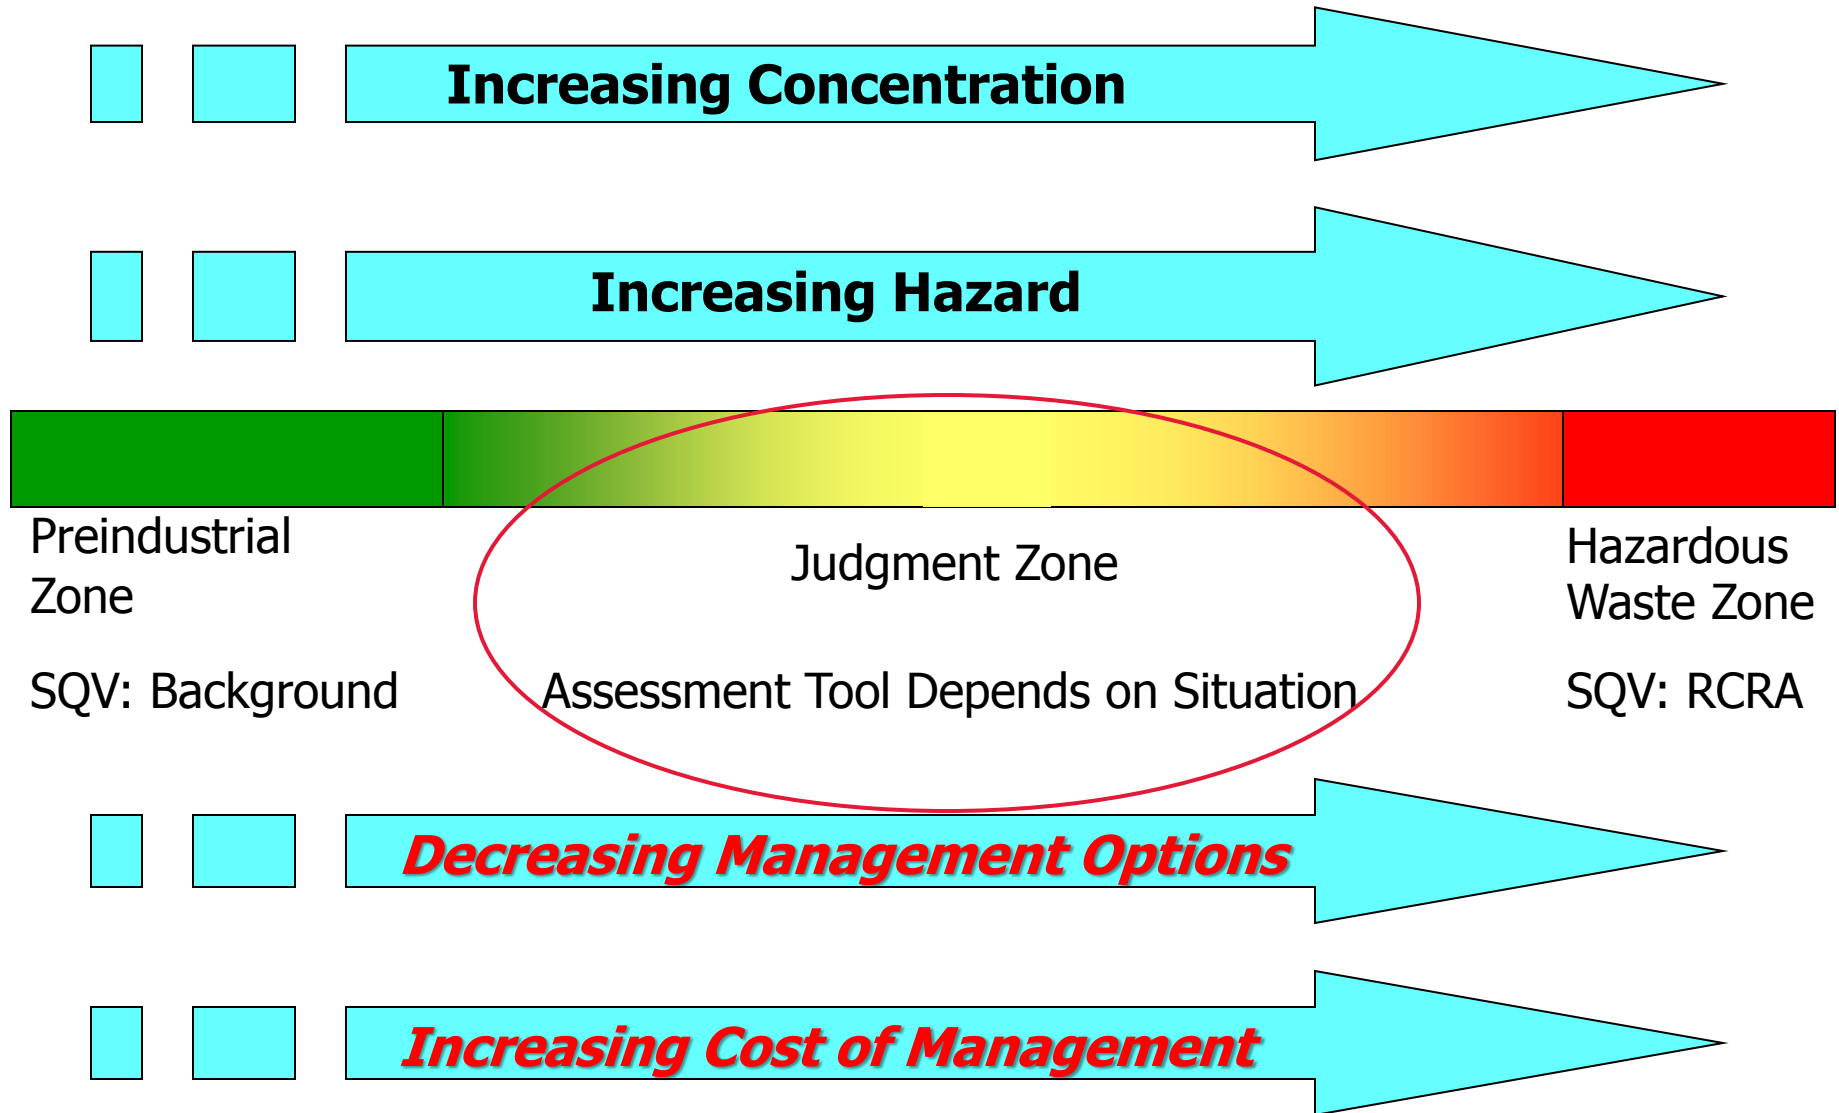 Increasing Concentration
Increasing Hazard
Preindustrial
Zone
Judgment Zone
Hazardous
Waste Zone
SQV: Background
Assessment Tool Depends on Situation
SQV: RCRA
Decreasing Management Options
Increasing Cost of Management